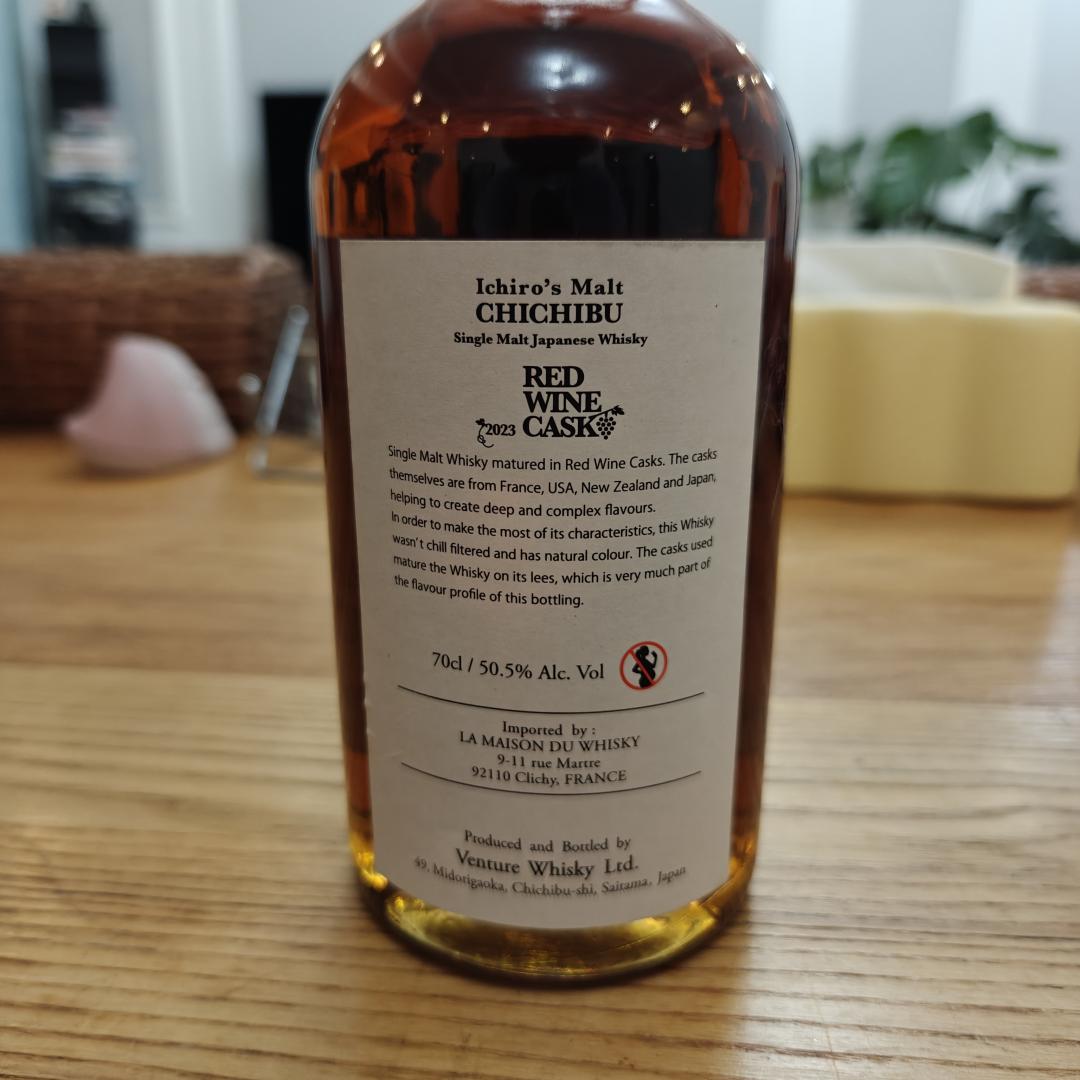 Ichiro's Malt
CHICHIBU
Single Malt Japanese Whisky
RED
WINE
2023 CASK
Single Malt Whisky matured in Red Wine Casks. The casks
themselves are from France, USA, New Zealand and Japan,
helping to create deep and complex flavours.
In order to make the most of its characteristics, this Whisky
wasn't chill filtered and has natural colour. The casks used
mature the Whisky on its lees, which is very much part of
the flavour profile of this bottling.
70cl / 50.5% Alc. Vol
Imported by :
LA MAISON DU WHISKY
9-11 rue Martre
92110 Clichy, FRANCE
Produced and Bottled by
Venture Whisky Ltd.
49, Midorigaoka, Chichibu-shi, Saitama, Japan